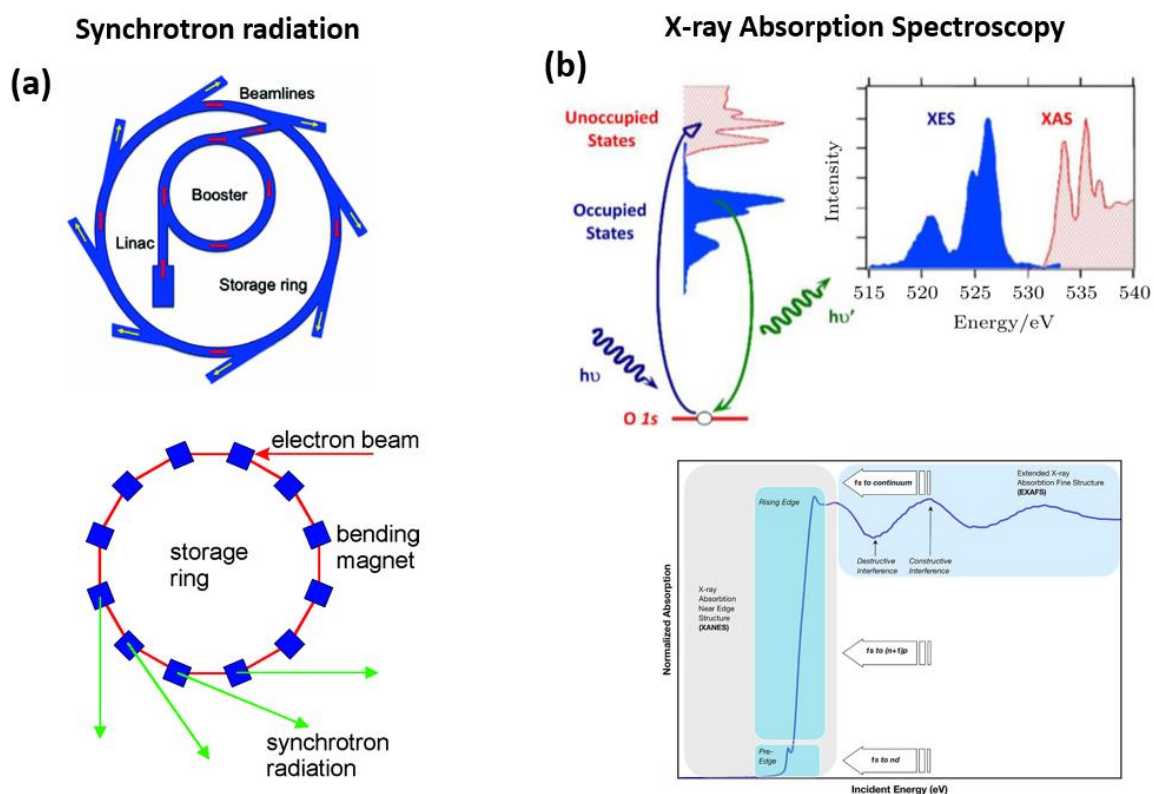 Synchrotron radiation
(a)
Beamlines
Booster
Linac
Storage ring
electron beam
bending
magnet
storage
ring
synchrotron
radiation
X-ray Absorption Spectroscopy
(b)
Unoccupied
States
Occupied
States
hυ
hυ'
O 1s
XES
XAS
Intensity
515 520 525 530 535 540
Energy/eV
Normalized Absorption
X-ray
Absorbtion
Near Edge
Structure
(XANES)
Rising Edge
Pre-
Edge
1s to continuum
1s to (n+1)p
1s to nd
Extended X-ray
Absorbtion Fine Structure
(EXAFS)
Destructive
Interference
Constructive
Interference
Incident Energy (eV)